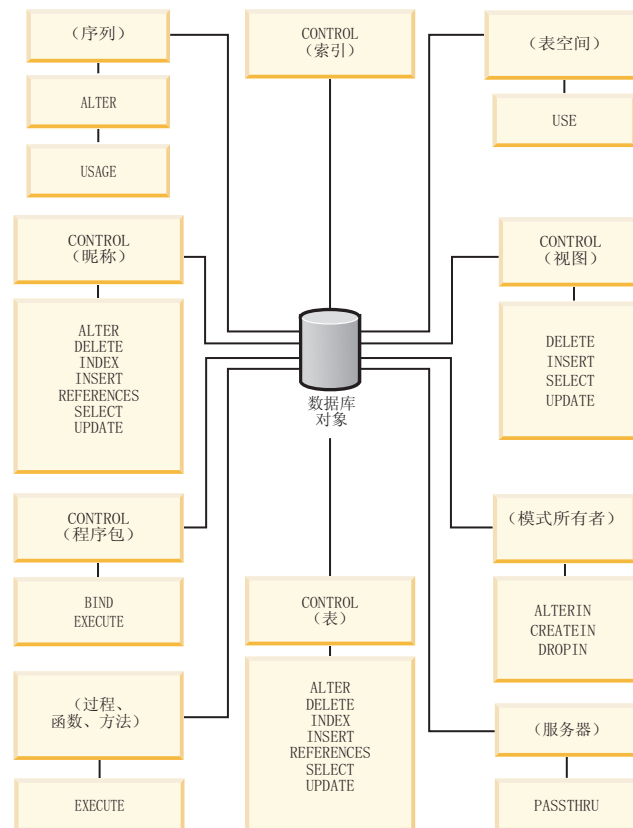 （序列）
ALTER
USAGE
CONTROL
（索引）
（表空间）
USE
CONTROL
（昵称）
ALTER
DELETE
INDEX
INSERT
REFERENCES
SELECT
UPDATE
CONTROL
（视图）
DELETE
INSERT
SELECT
UPDATE
数据库
对象
CONTROL
（程序包）
BIND
EXECUTE
（模式所有者）
ALTERIN
CREATEIN
DROPIN
CONTROL
（表）
ALTER
DELETE
INDEX
INSERT
REFERENCES
SELECT
UPDATE
（过程、
函数、方法）
EXECUTE
（服务器）
PASSTHRU